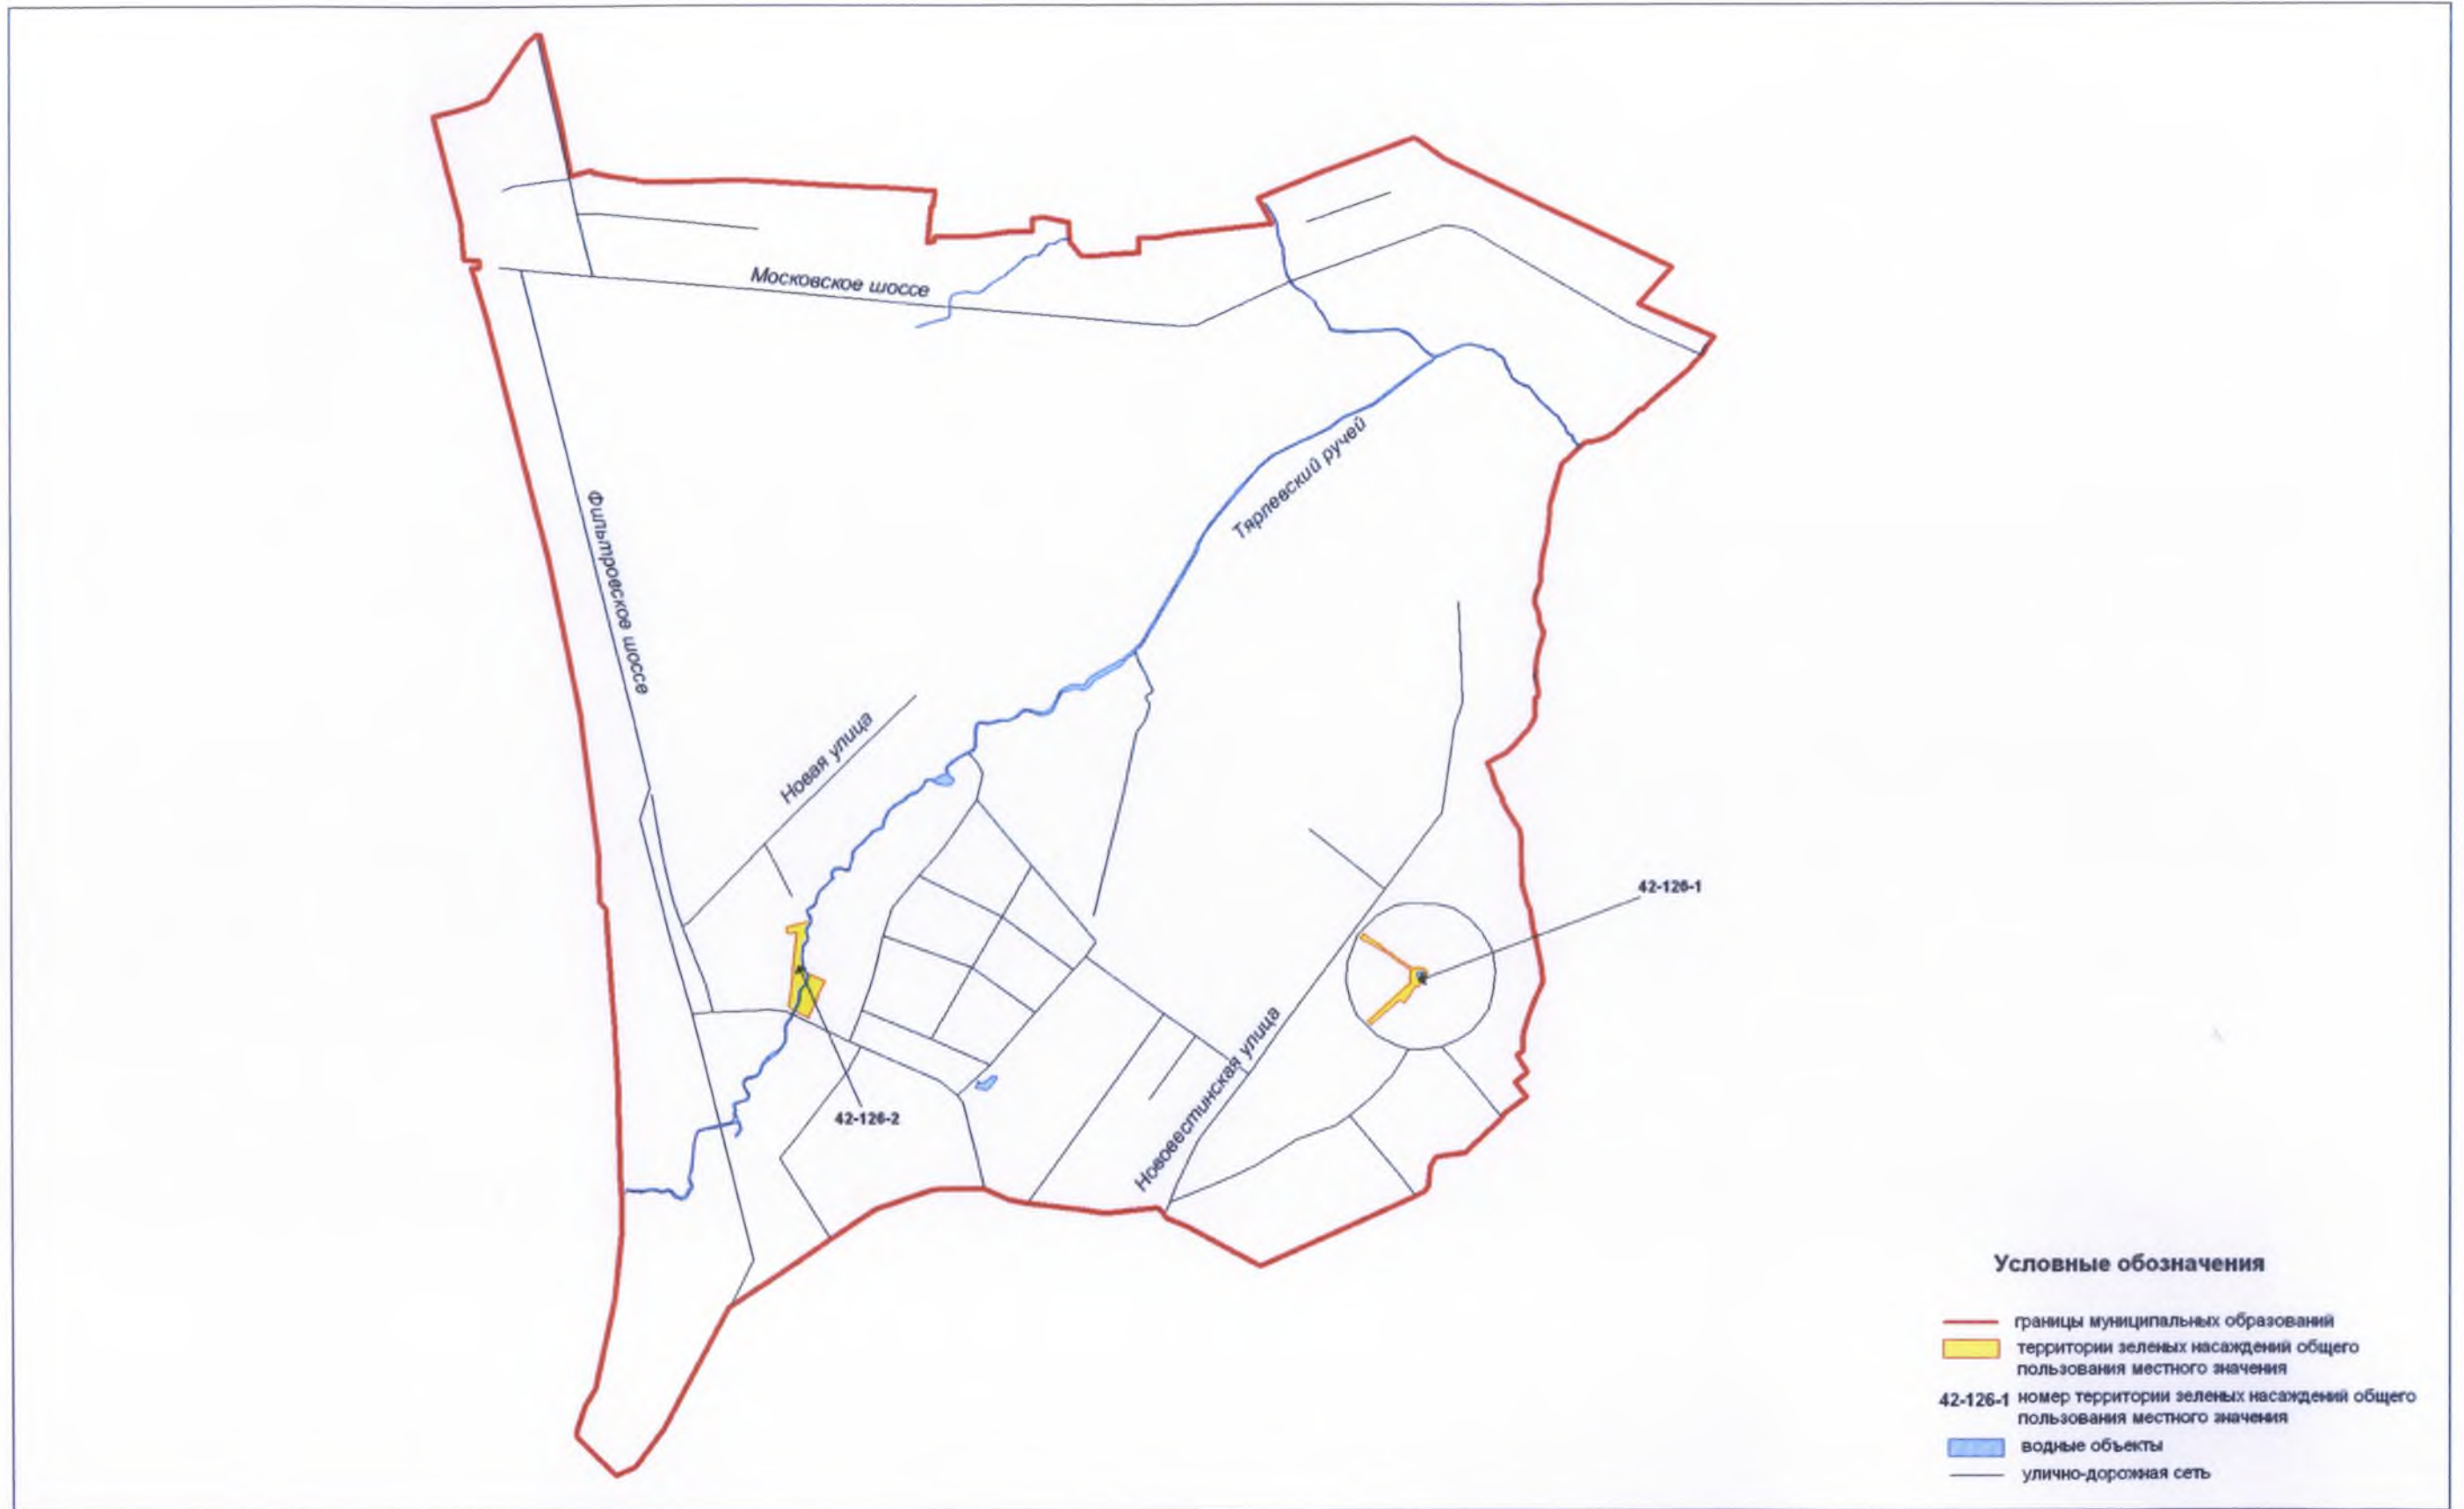 Московское шоссе
Фильтровское шоссе
Тярлевский ручей
Новая улица
42-126-1
42-126-2
Нововестинская улица
Условные обозначения
границы муниципальных образований
территории зеленых насаждений общего
пользования местного значения
42-126-1 номер территории зеленых насаждений общего
пользования местного значения
водные объекты
улично-дорожная сеть